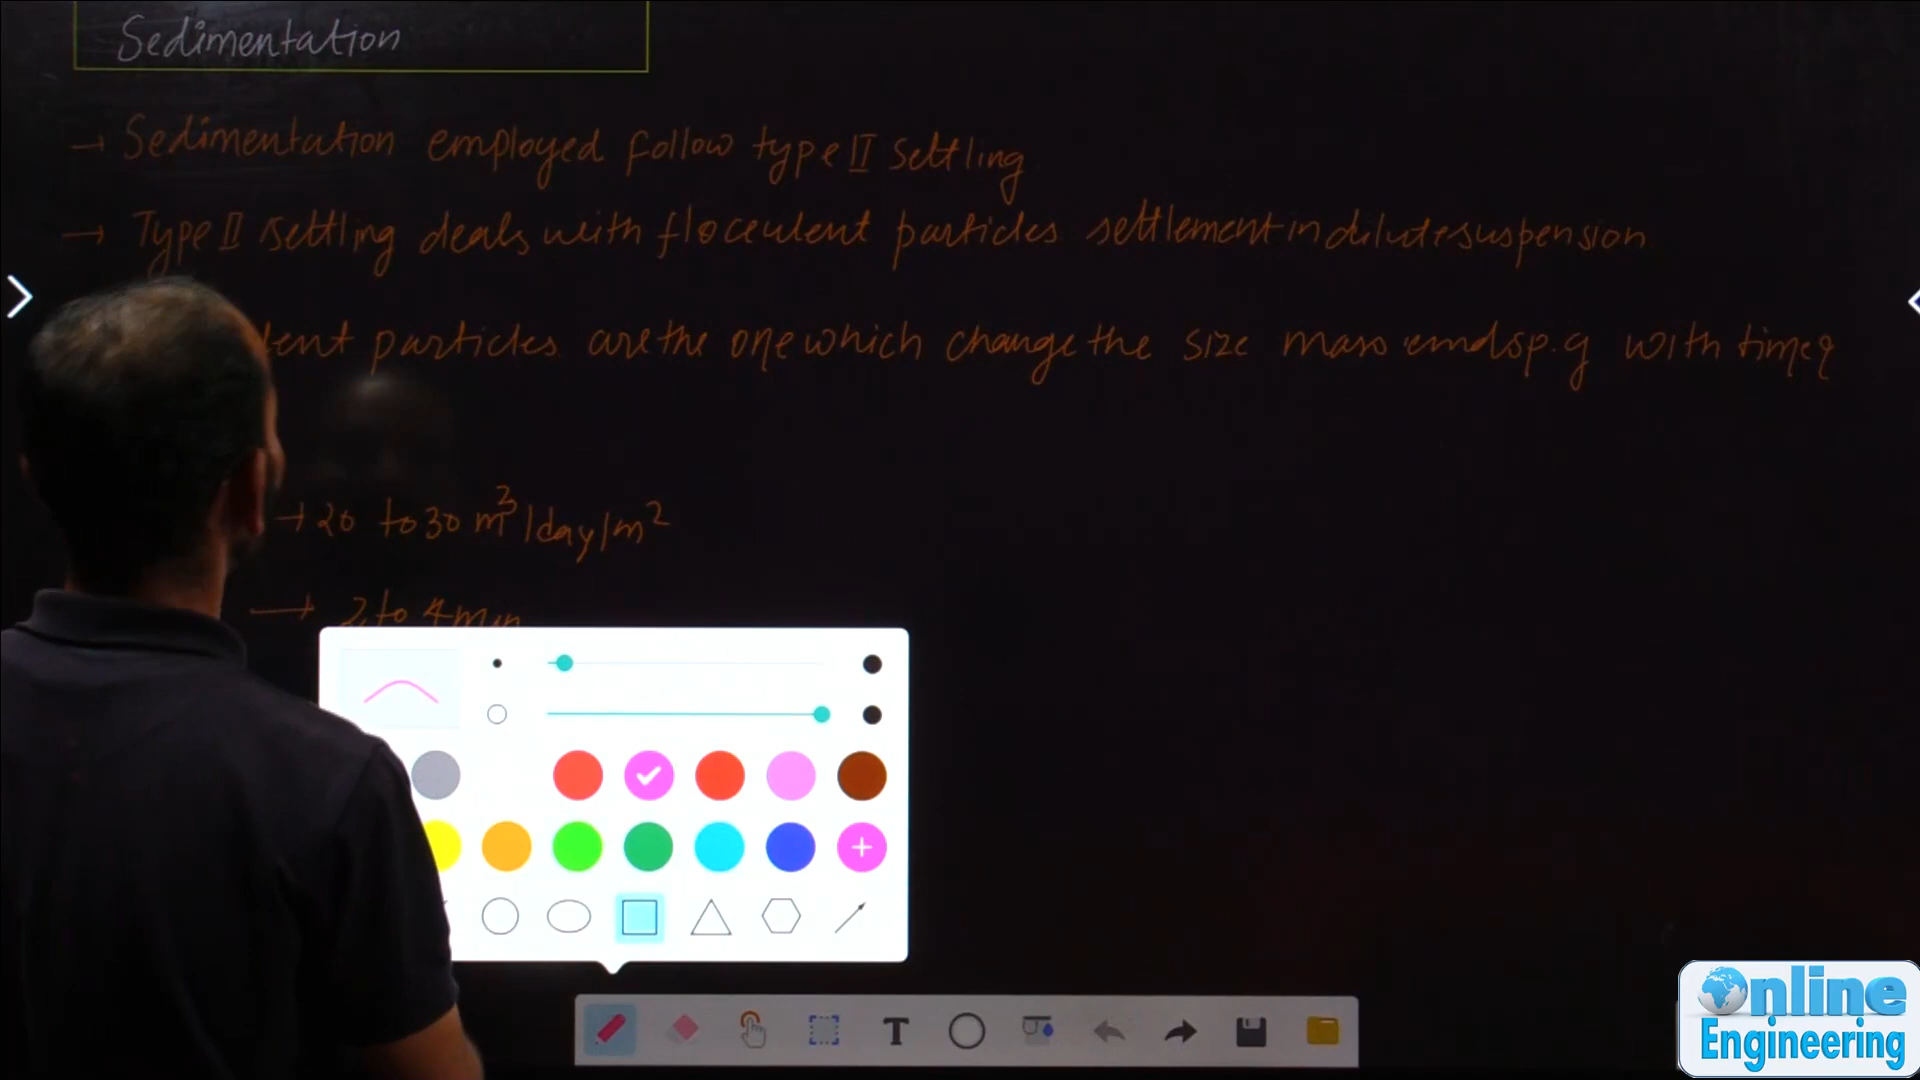 Sedimentation
→ Sedimentation employed follow type II settling
→ Type II settling deals with flocculent particles settlement in dilute suspension
particles are the one which change the size mass and sp. g with time
→ 20 to 30 m³/day/m²
→ 2 to 4 min
T
Online
Engineering